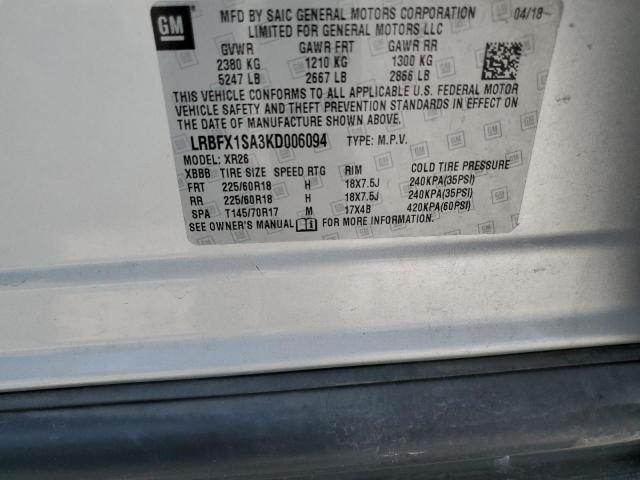 GM
MFD BY SAIC GENERAL MOTORS CORPORATION 04/18
LIMITED FOR GENERAL MOTORS LLC
GVWR GAWR FRT GAWR RR
2380 KG 1210 KG 1300 KG
5247 LB 2667 LB 2866 LB
THIS VEHICLE CONFORMS TO ALL APPLICABLE U.S. FEDERAL MOTOR
VEHICLE SAFETY AND THEFT PREVENTION STANDARDS IN EFFECT ON
THE DATE OF MANUFACTURE SHOWN ABOVE.
LRBFX1SA3KD006094 TYPE: M.P.V.
MODEL: XR26
XBBB TIRE SIZE SPEED RTG RIM COLD TIRE PRESSURE
FRT 225/60R18 H 18X7.5J 240KPA(35PSI)
RR 225/60R18 H 18X7.5J 240KPA(35PSI)
SPA T145/70R17 M 17X4B 420KPA(60PSI)
SEE OWNER'S MANUAL FOR MORE INFORMATION.